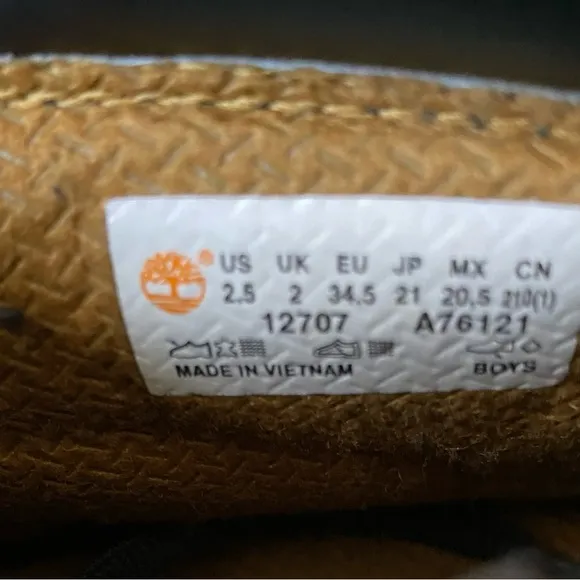 ® US UK EU JP MX CN
2.5 2 34.5 21 20.5 210(1)
12707 A76121
MADE IN VIETNAM BOYS